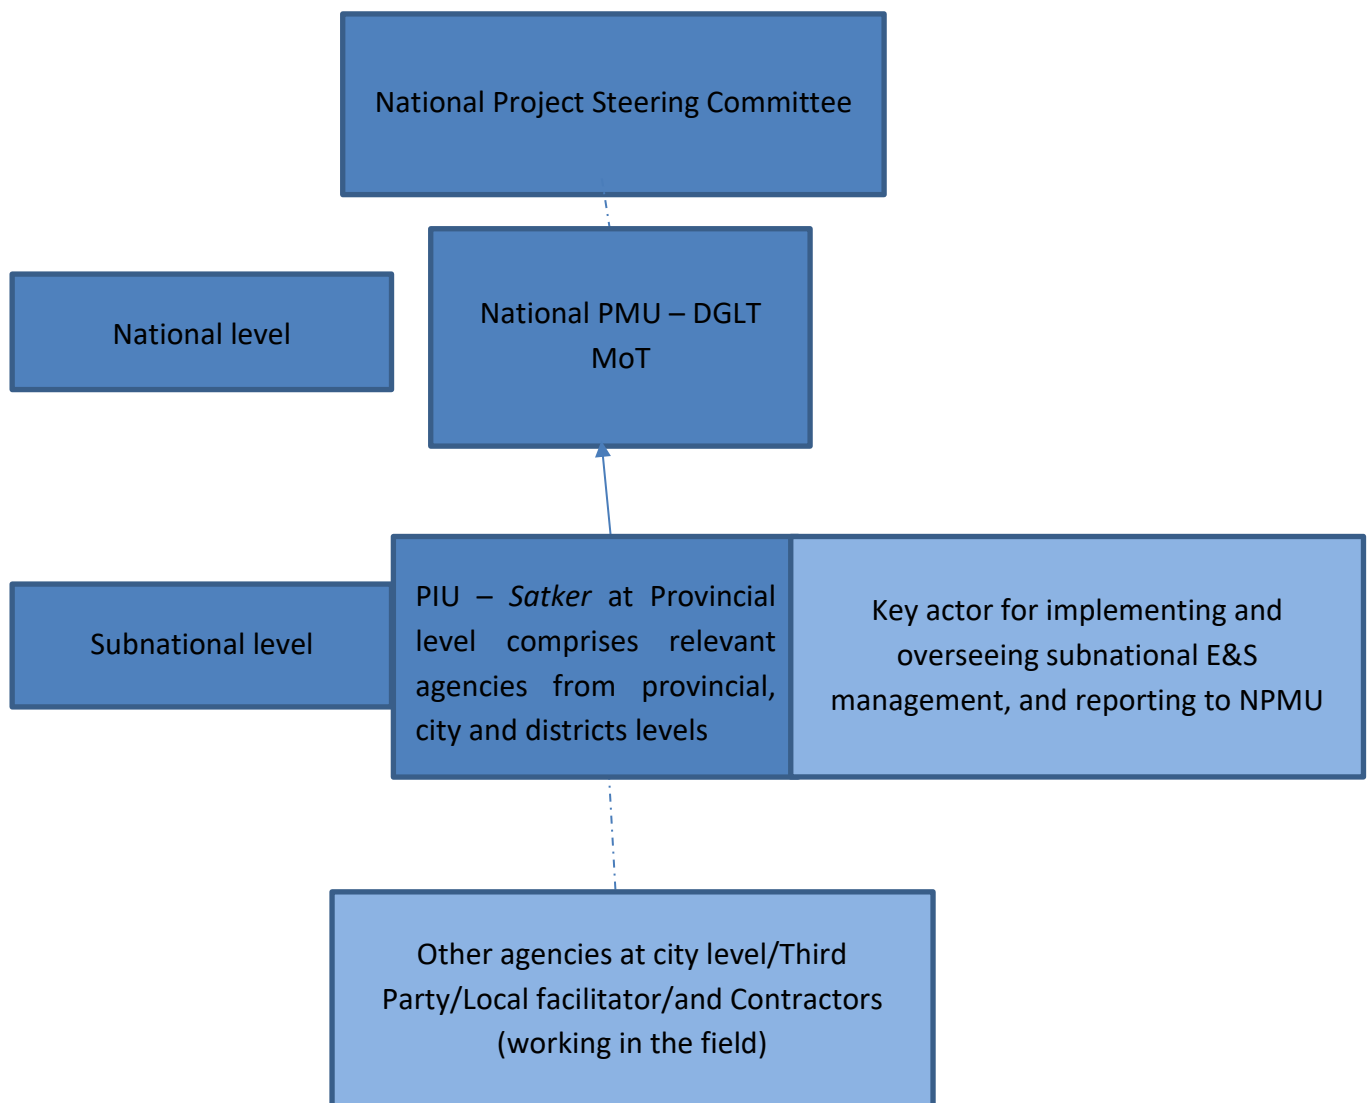 National Project Steering Committee
National PMU – DGLT
MoT
National level
PIU – Satker at Provincial
level comprises relevant
agencies from provincial,
city and districts levels
Subnational level
Key actor for implementing and
overseeing subnational E&S
management, and reporting to NPMU
Other agencies at city level/Third
Party/Local facilitator/and Contractors
(working in the field)